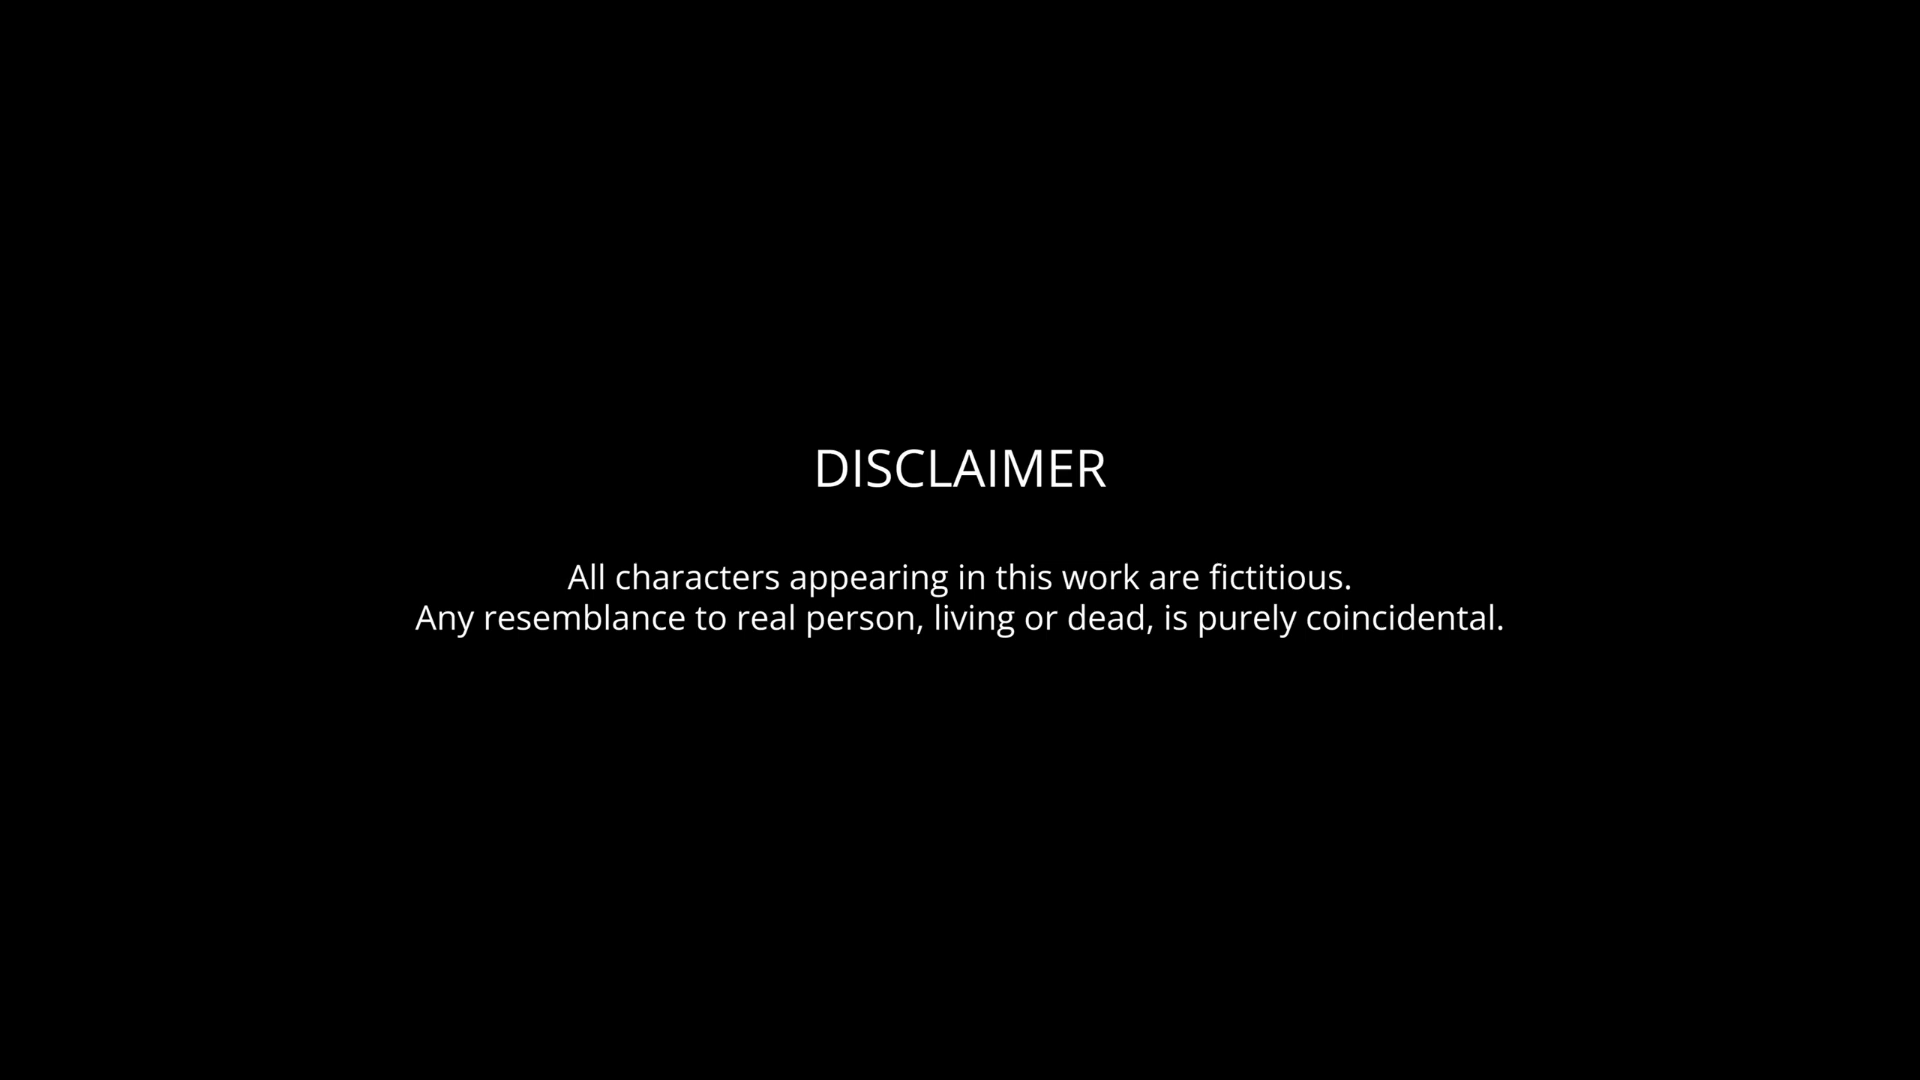 DISCLAIMER
All characters appearing in this work are fictitious.
Any resemblance to real person, living or dead, is purely coincidental.